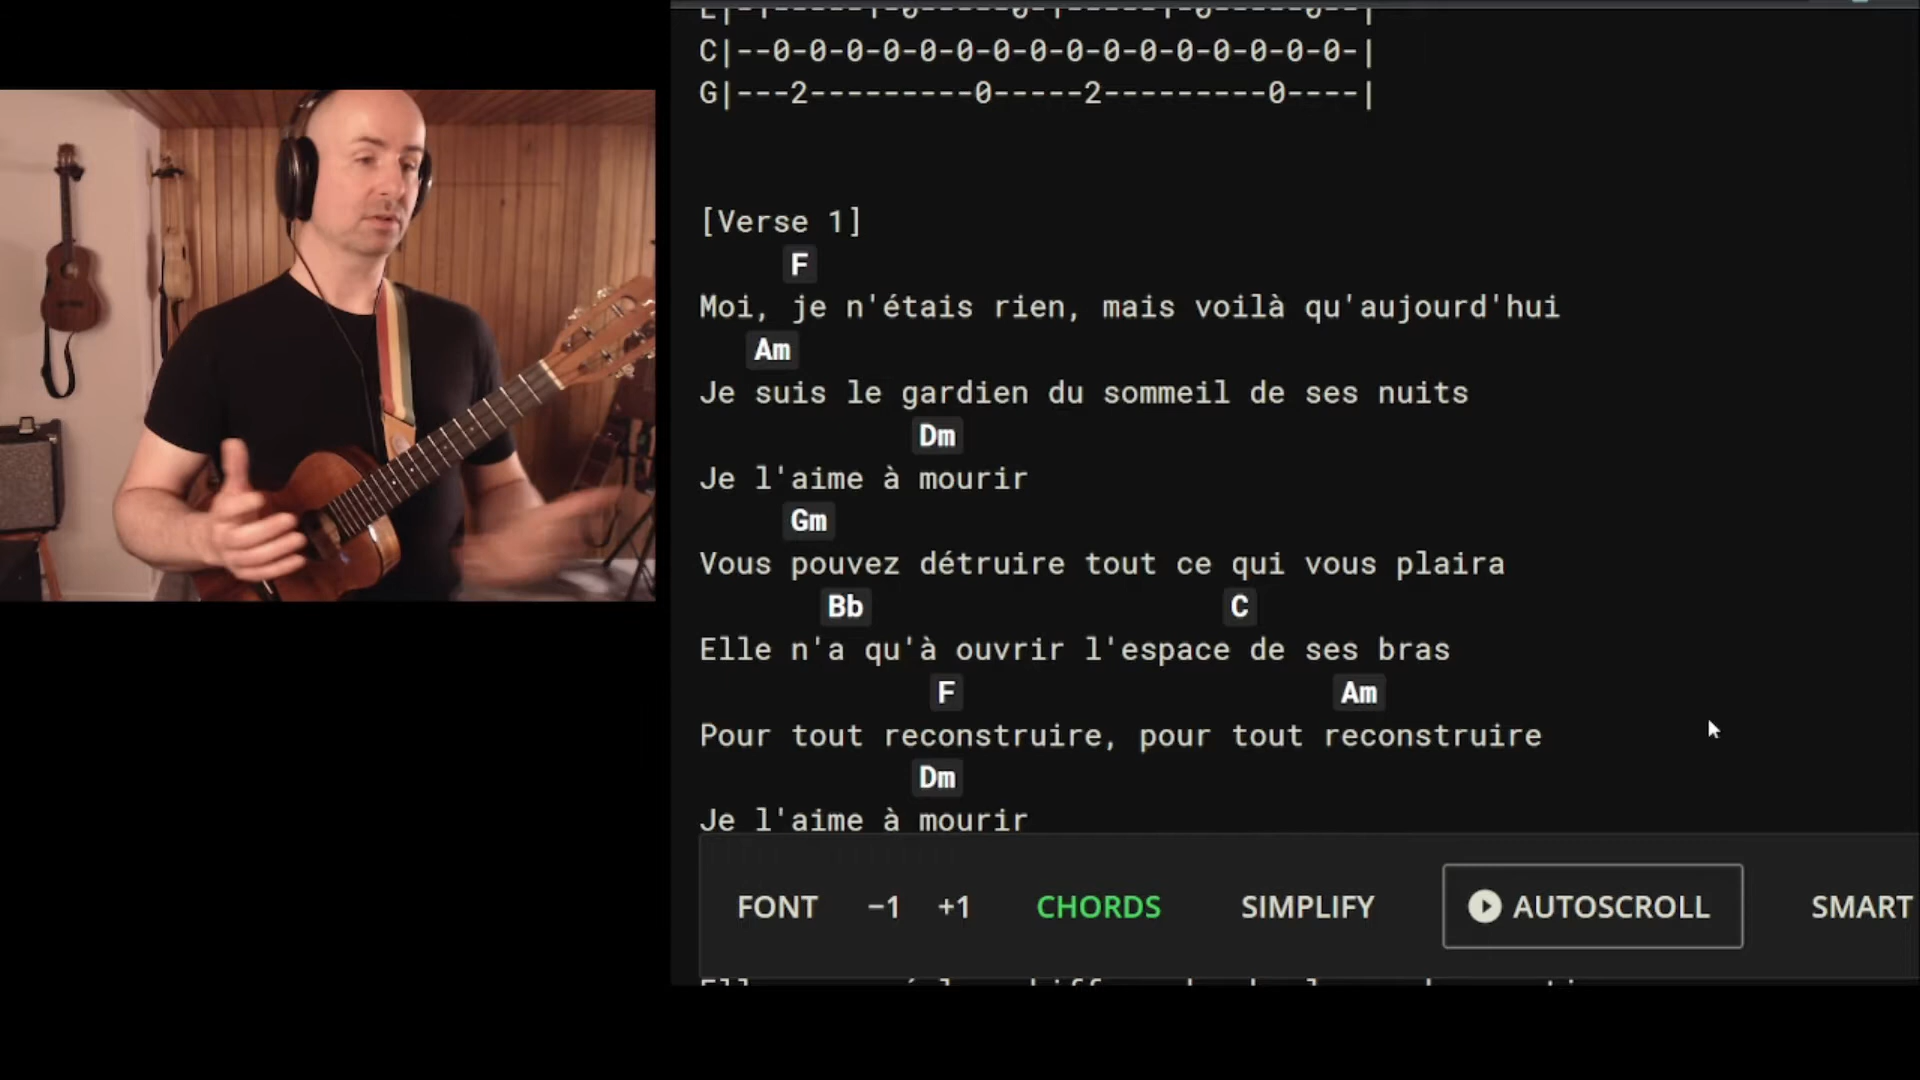 C|--0-0-0-0-0-0-0-0-0-0-0-0-0-0-0-0-|
G|---2---------0-----2---------0----|
[Verse 1]
F
Moi, je n'étais rien, mais voilà qu'aujourd'hui
Am
Je suis le gardien du sommeil de ses nuits
Dm
Je l'aime à mourir
Gm
Vous pouvez détruire tout ce qui vous plaira
Bb C
Elle n'a qu'à ouvrir l'espace de ses bras
F Am
Pour tout reconstruire, pour tout reconstruire
Dm
Je l'aime à mourir
FONT −1 +1 CHORDS SIMPLIFY AUTOSCROLL SMART